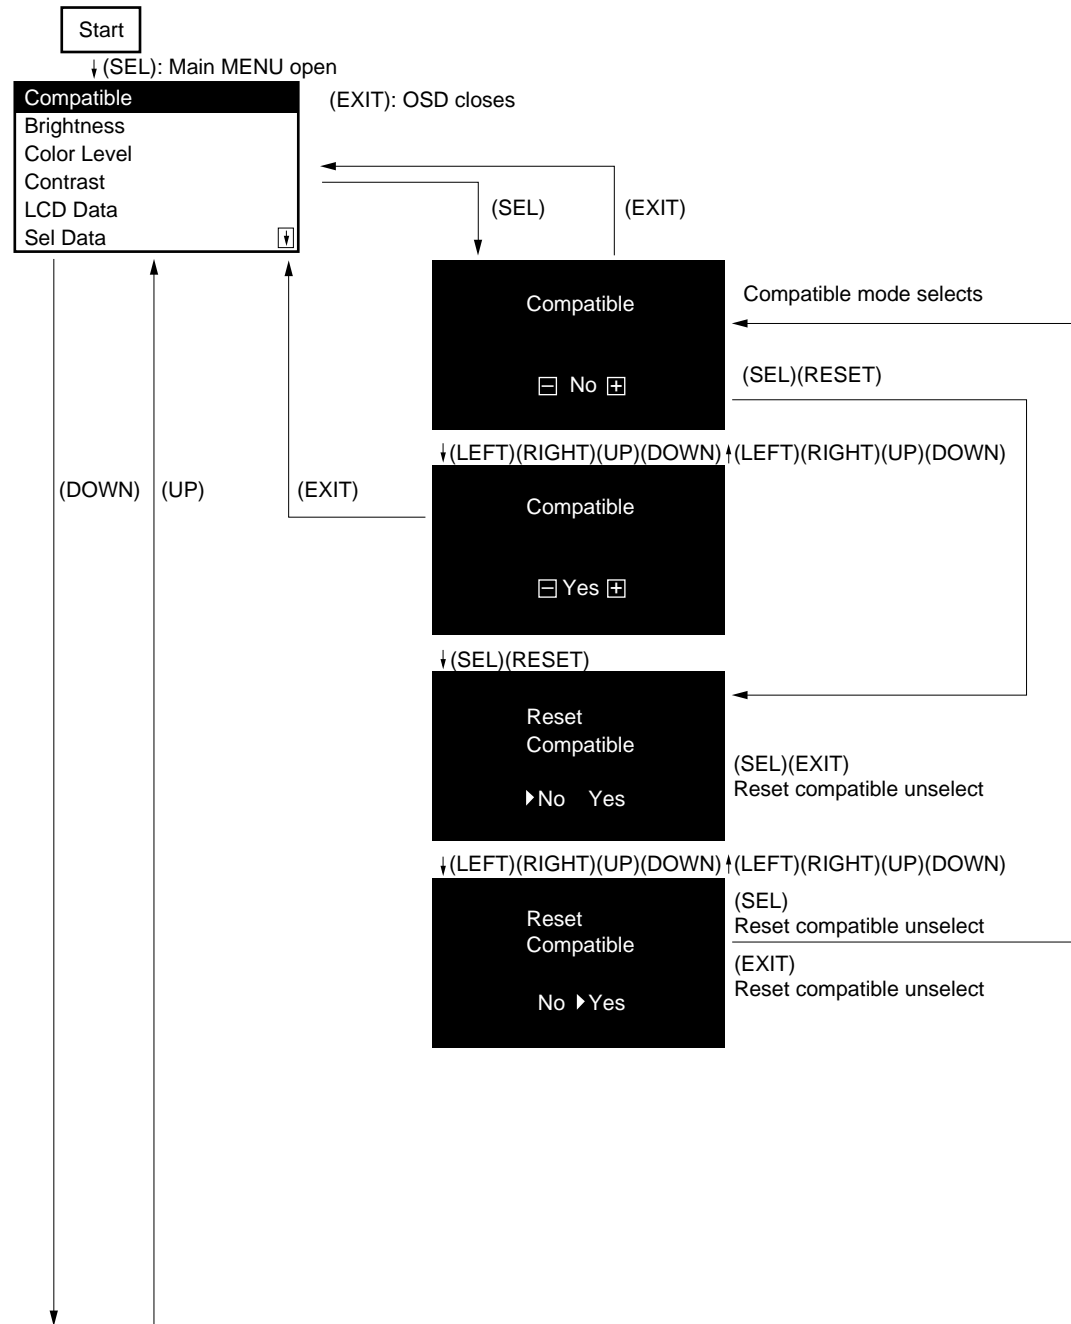 Start
(SEL): Main MENU open
Compatible
(EXIT): OSD closes
Brightness
Color Level
Contrast
LCD Data
Sel Data
(SEL)
(EXIT)
Compatible
Compatible mode selects
No
(SEL)(RESET)
(LEFT)(RIGHT)(UP)(DOWN)
(LEFT)(RIGHT)(UP)(DOWN)
(DOWN)
(UP)
(EXIT)
Compatible
Yes
(SEL)(RESET)
Reset
Compatible
No Yes
(SEL)(EXIT)
Reset compatible unselect
(LEFT)(RIGHT)(UP)(DOWN)
(LEFT)(RIGHT)(UP)(DOWN)
Reset
Compatible
No Yes
(SEL)
Reset compatible unselect
(EXIT)
Reset compatible unselect